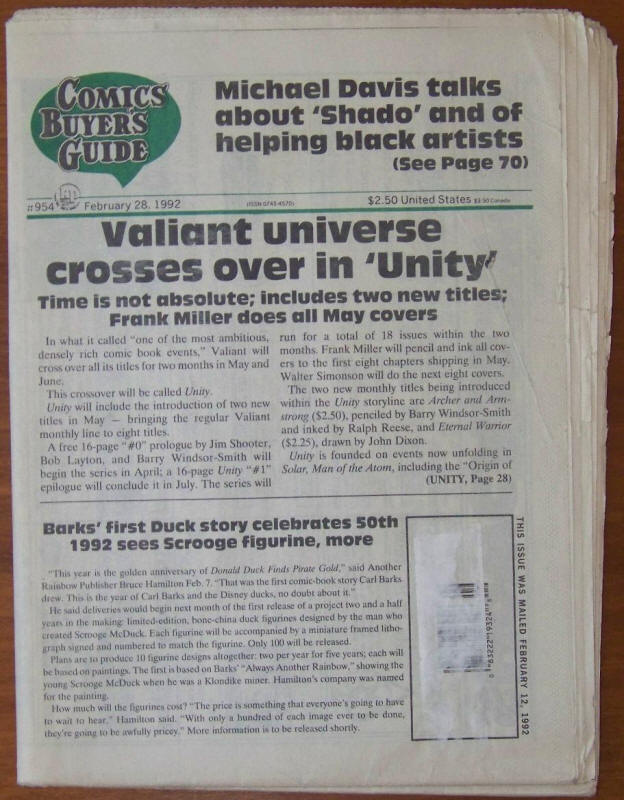 COMICS
BUYER'S
GUIDE
Michael Davis talks
about 'Shado' and of
helping black artists
(See Page 70)
#954
February 28, 1992
(ISSN 0745-4570)
$2.50 United States $3.50 Canada
Valiant universe
crosses over in 'Unity'
Time is not absolute; includes two new titles;
Frank Miller does all May covers
In what it called "one of the most ambitious,
densely rich comic book events," Valiant will
cross over all its titles for two months in May and
June.
This crossover will be called Unity.
Unity will include the introduction of two new
titles in May — bringing the regular Valiant
monthly line to eight titles.
A free 16-page "#0" prologue by Jim Shooter,
Bob Layton, and Barry Windsor-Smith will
begin the series in April; a 16-page Unity "#1"
epilogue will conclude it in July. The series will
run for a total of 18 issues within the two
months. Frank Miller will pencil and ink all cov-
ers to the first eight chapters shipping in May.
Walter Simonson will do the next eight covers.
The two new monthly titles being introduced
within the Unity storyline are Archer and Arm-
strong ($2.50), penciled by Barry Windsor-Smith
and inked by Ralph Reese, and Eternal Warrior
($2.25), drawn by John Dixon.
Unity is founded on events now unfolding in
Solar, Man of the Atom, including the "Origin of
(UNITY, Page 28)
Barks' first Duck story celebrates 50th
1992 sees Scrooge figurine, more
"This year is the golden anniversary of Donald Duck Finds Pirate Gold," said Another
Rainbow Publisher Bruce Hamilton Feb. 7. "That was the first comic-book story Carl Barks
drew. This is the year of Carl Barks and the Disney ducks, no doubt about it."
He said deliveries would begin next month of the first release of a project two and a half
years in the making: limited-edition, bone-china duck figurines designed by the man who
created Scrooge McDuck. Each figurine will be accompanied by a miniature framed litho-
graph signed and numbered to match the figurine. Only 100 will be released.
Plans are to produce 10 figurine designs altogether: two per year for five years; each will
be based on paintings. The first is based on Barks' "Always Another Rainbow," showing the
young Scrooge McDuck when he was a Klondike miner. Hamilton's company was named
for the painting.
How much will the figurines cost? "The price is something that everyone's going to have
to wait to hear," Hamilton said. "With only a hundred of each image ever to be done,
they're going to be awfully pricey." More information is to be released shortly.
THIS ISSUE WAS MAILED FEBRUARY 12, 1992